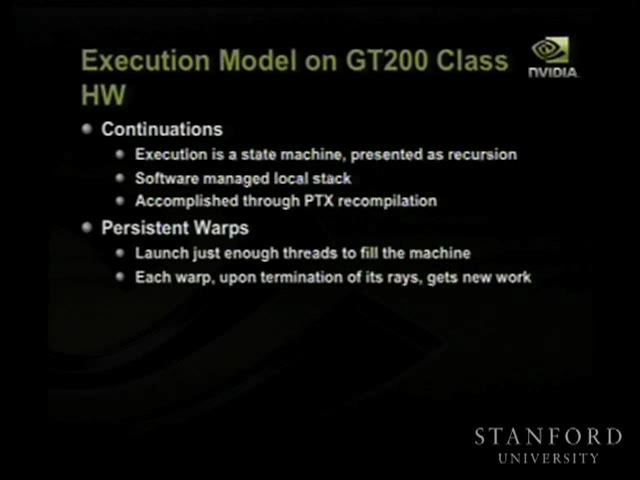 Execution Model on GT200 Class
HW
NVIDIA
Continuations
Execution is a state machine, presented as recursion
Software managed local stack
Accomplished through PTX recompilation
Persistent Warps
Launch just enough threads to fill the machine
Each warp, upon termination of its rays, gets new work
STANFORD
UNIVERSITY